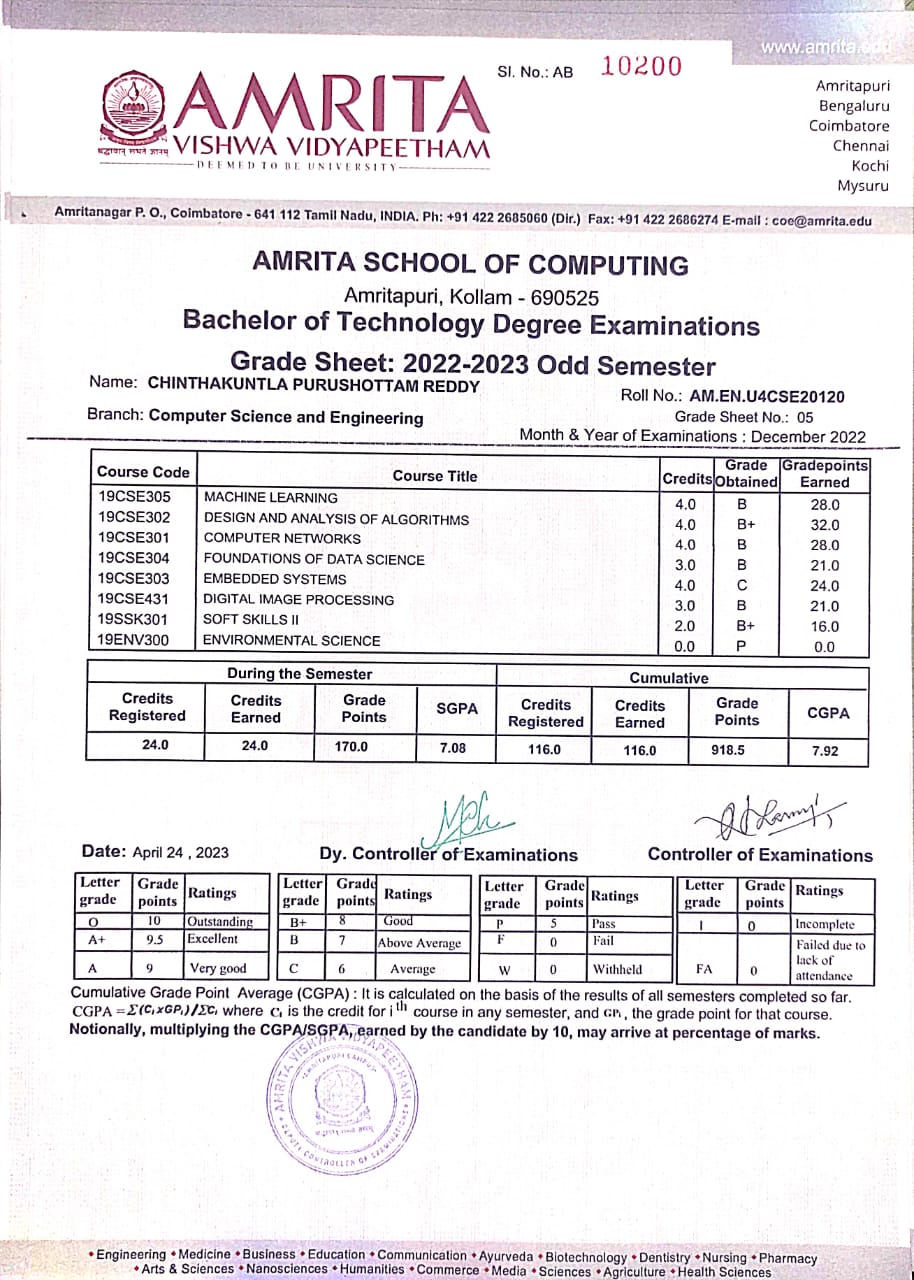 www.amrita.edu
Sl. No.: AB 10200
AMRITA
VISHWA VIDYAPEETHAM
DEEMED TO BE UNIVERSITY
श्रद्धावान् लभते ज्ञानम्
Amritapuri
Bengaluru
Coimbatore
Chennai
Kochi
Mysuru
Amritanagar P. O., Coimbatore - 641 112 Tamil Nadu, INDIA. Ph: +91 422 2685060 (Dir.) Fax: +91 422 2686274 E-mail : coe@amrita.edu
AMRITA SCHOOL OF COMPUTING
Amritapuri, Kollam - 690525
Bachelor of Technology Degree Examinations
Grade Sheet: 2022-2023 Odd Semester
Name: CHINTHAKUNTLA PURUSHOTTAM REDDY
Roll No.: AM.EN.U4CSE20120
Branch: Computer Science and Engineering
Grade Sheet No.: 05
Month & Year of Examinations : December 2022
Course Code Course Title Credits Grade Obtained Gradepoints Earned
19CSE305 MACHINE LEARNING 4.0 B 28.0
19CSE302 DESIGN AND ANALYSIS OF ALGORITHMS 4.0 B+ 32.0
19CSE301 COMPUTER NETWORKS 4.0 B 28.0
19CSE304 FOUNDATIONS OF DATA SCIENCE 3.0 B 21.0
19CSE303 EMBEDDED SYSTEMS 4.0 C 24.0
19CSE431 DIGITAL IMAGE PROCESSING 3.0 B 21.0
19SSK301 SOFT SKILLS II 2.0 B+ 16.0
19ENV300 ENVIRONMENTAL SCIENCE 0.0 P 0.0
During the Semester Cumulative
Credits Registered Credits Earned Grade Points SGPA Credits Registered Credits Earned Grade Points CGPA
24.0 24.0 170.0 7.08 116.0 116.0 918.5 7.92
Date: April 24 , 2023 Dy. Controller of Examinations Controller of Examinations
Letter grade Grade points Ratings Letter grade Grade points Ratings Letter grade Grade points Ratings Letter grade Grade points Ratings
O 10 Outstanding B+ 8 Good P 5 Pass I 0 Incomplete
A+ 9.5 Excellent B 7 Above Average F 0 Fail
A 9 Very good C 6 Average W 0 Withheld FA 0 Failed due to lack of attendance
Cumulative Grade Point Average (CGPA) : It is calculated on the basis of the results of all semesters completed so far.
CGPA =Σ(CᵢxGPᵢ)/ΣCᵢ where Cᵢ is the credit for i th course in any semester, and GPᵢ, the grade point for that course.
Notionally, multiplying the CGPA/SGPA, earned by the candidate by 10, may arrive at percentage of marks.
AMRITA VISHWA VIDYAPEETHAM
AMRITAPURI CAMPUS
DEPUTY CONTROLLER OF EXAMINATIONS
• Engineering • Medicine • Business • Education • Communication • Ayurveda • Biotechnology • Dentistry • Nursing • Pharmacy
• Arts & Sciences • Nanosciences • Humanities • Commerce • Media • Sciences • Agriculture • Health Sciences